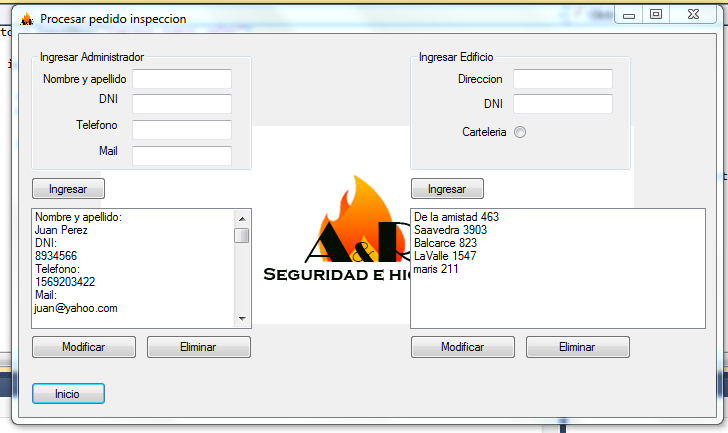 Procesar pedido inspeccion
Ingresar Administrador
Nombre y apellido
DNI
Telefono
Mail
Ingresar
Nombre y apellido:
Juan Perez
DNI:
8934566
Telefono:
1569203422
Mail:
juan@yahoo.com
Modificar
Eliminar
Inicio
A&
SEGURIDAD E
Ingresar Edificio
Direccion
DNI
Carteleria
Ingresar
De la amistad 463
Saavedra 3903
Balcarce 823
LaValle 1547
maris 211
Modificar
Eliminar